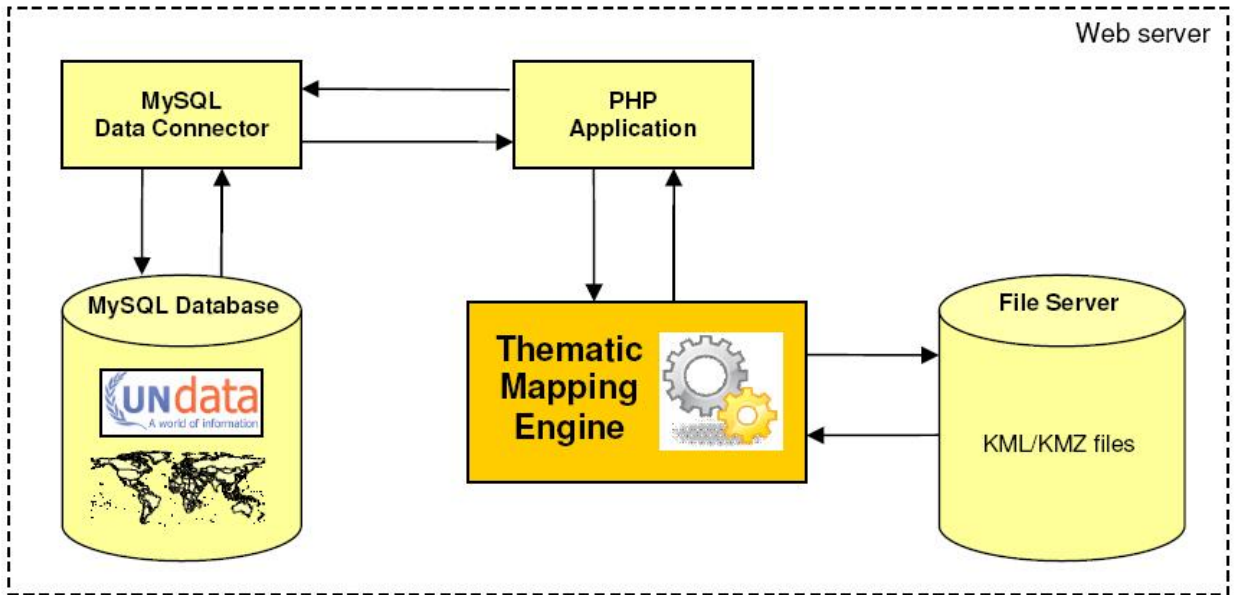 Web server
MySQL
Data Connector
PHP
Application
MySQL Database
UNdata
A world of information
Thematic
Mapping
Engine
File Server
KML/KMZ files